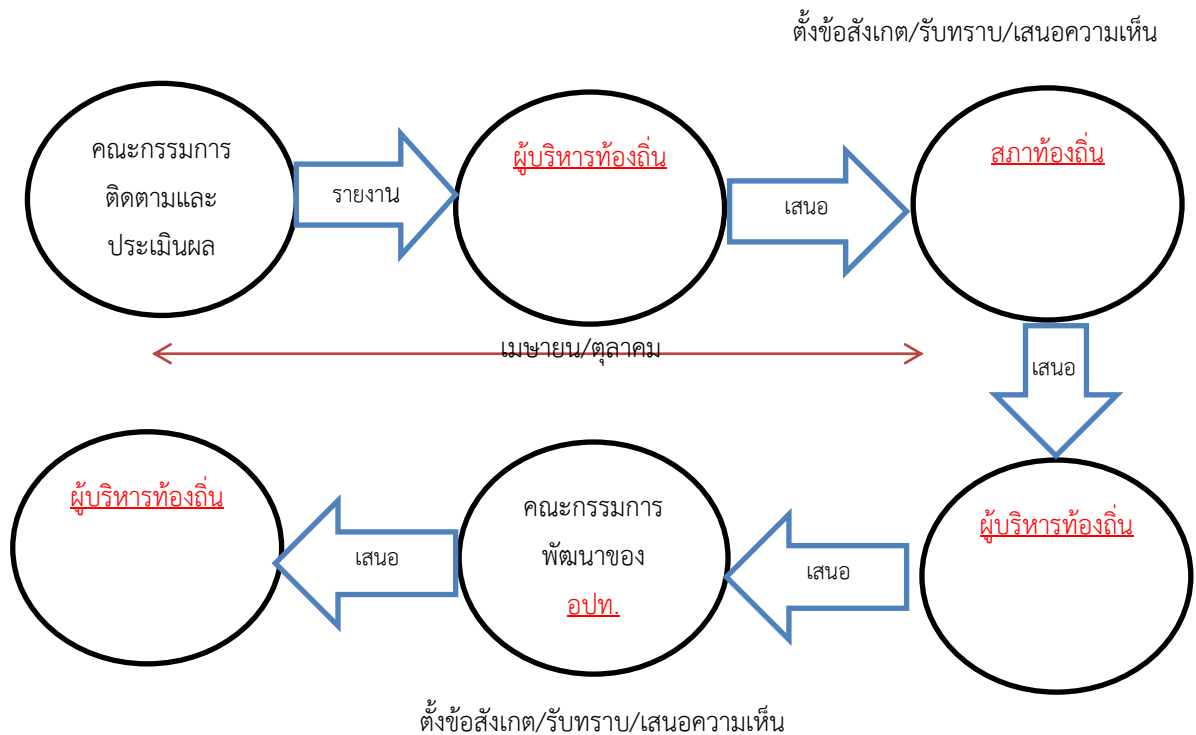 ตั้งข้อสังเกต/รับทราบ/เสนอความเห็น
คณะกรรมการ
ติดตามและ
ประเมินผล
รายงาน
ผู้บริหารท้องถิ่น
เสนอ
สภาท้องถิ่น
เมษายน/ตุลาคม
เสนอ
ผู้บริหารท้องถิ่น
เสนอ
คณะกรรมการ
พัฒนาของ
อปท.
เสนอ
ผู้บริหารท้องถิ่น
ตั้งข้อสังเกต/รับทราบ/เสนอความเห็น